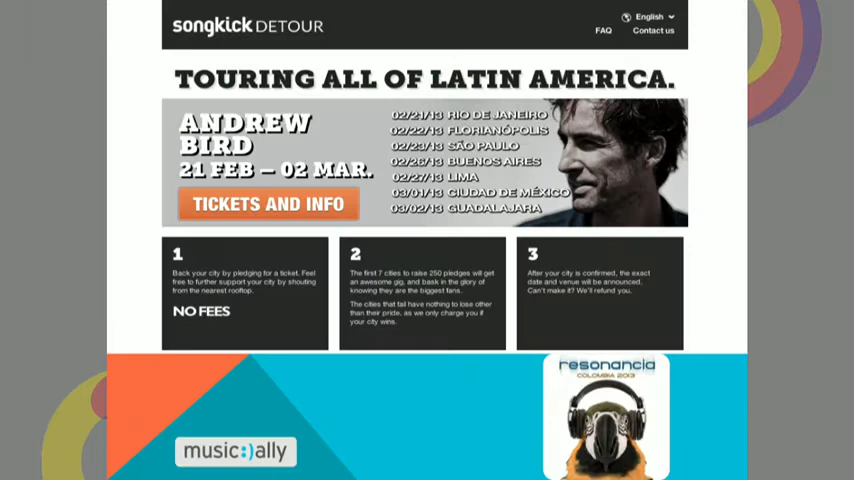 songkick DETOUR
English
FAQ Contact us
TOURING ALL OF LATIN AMERICA.
ANDREW
BIRD
21 FEB – 02 MAR.
TICKETS AND INFO
02/21/13 RIO DE JANEIRO
02/22/13 FLORIANÓPOLIS
02/23/13 SÃO PAULO
02/26/13 BUENOS AIRES
02/27/13 LIMA
03/01/13 CIUDAD DE MÉXICO
03/02/13 GUADALAJARA
1
Back your city by pledging for a ticket. Feel
free to further support your city by shouting
from the nearest rooftop.
NO FEES
2
The first 7 cities to raise 250 pledges will get
an awesome gig, and bask in the glory of
knowing they are the biggest fans.
The cities that fail have nothing to lose other
than their pride, as we only charge you if
your city wins.
3
After your city is confirmed, the exact
date and venue will be announced.
Can't make it? We'll refund you.
resonancia
COLOMBIA 2013
music:)ally